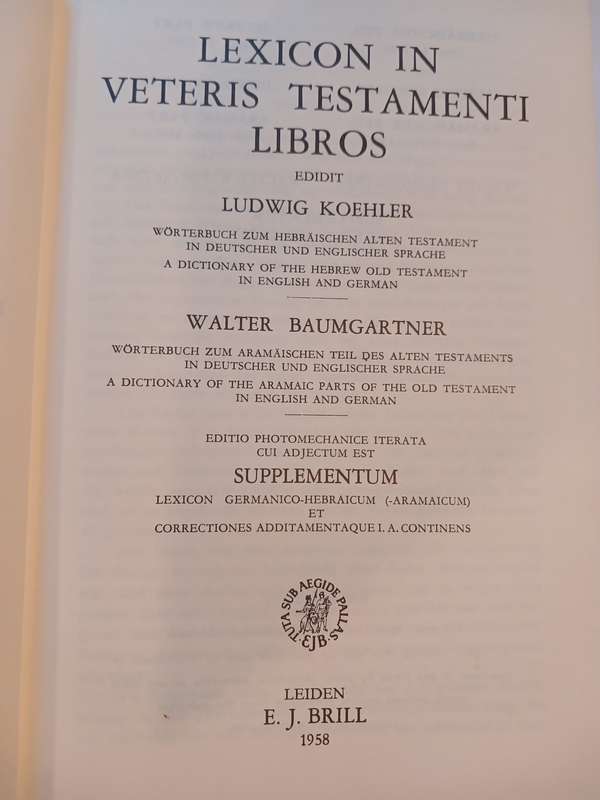 LEXICON IN
VETERIS TESTAMENTI
LIBROS
EDIDIT
LUDWIG KOEHLER
WÖRTERBUCH ZUM HEBRÄISCHEN ALTEN TESTAMENT
IN DEUTSCHER UND ENGLISCHER SPRACHE
A DICTIONARY OF THE HEBREW OLD TESTAMENT
IN ENGLISH AND GERMAN
WALTER BAUMGARTNER
WÖRTERBUCH ZUM ARAMÄISCHEN TEIL DES ALTEN TESTAMENTS
IN DEUTSCHER UND ENGLISCHER SPRACHE
A DICTIONARY OF THE ARAMAIC PARTS OF THE OLD TESTAMENT
IN ENGLISH AND GERMAN
EDITIO PHOTOMECHANICE ITERATA
CUI ADJECTUM EST
SUPPLEMENTUM
LEXICON GERMANICO-HEBRAICUM (-ARAMAICUM)
ET
CORRECTIONES ADDITAMENTAQUE I. A. CONTINENS
TUTA SUB AEGIDE PALLAS
EJB
LEIDEN
E. J. BRILL
1958